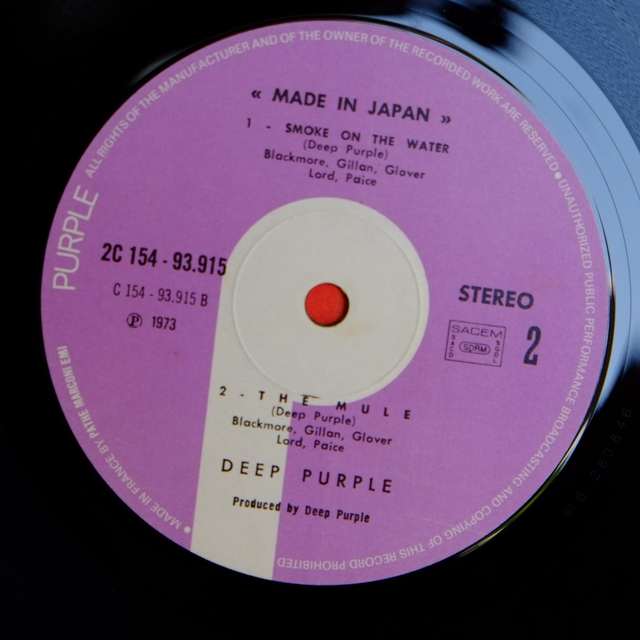 ALL RIGHTS OF THE MANUFACTURER AND OF THE OWNER OF THE RECORDED WORK ARE RESERVED ● UNAUTHORIZED PUBLIC PERFORMANCE BROADCASTING AND COPYING OF THIS RECORD PROHIBITED
PURPLE
« MADE IN JAPAN »
1 - SMOKE ON THE WATER
(Deep Purple)
Blackmore, Gillan, Glover
Lord, Paice
2C 154 - 93.915
C 154 - 93.915 B
Ⓟ 1973
STEREO
SACEM
SACD
SDRM
SGDL
2
2 - THE MULE
(Deep Purple)
Blackmore, Gillan, Glover
Lord, Paice
DEEP PURPLE
Produced by Deep Purple
● MADE IN FRANCE BY PATHE MARCONI EMI